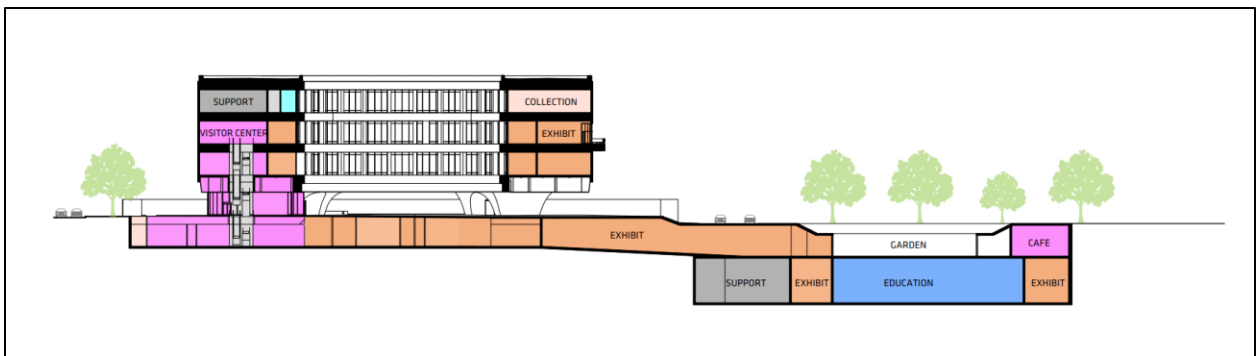 SUPPORT
COLLECTION
VISITOR CENTER
EXHIBIT
EXHIBIT
GARDEN
CAFE
SUPPORT
EXHIBIT
EDUCATION
EXHIBIT